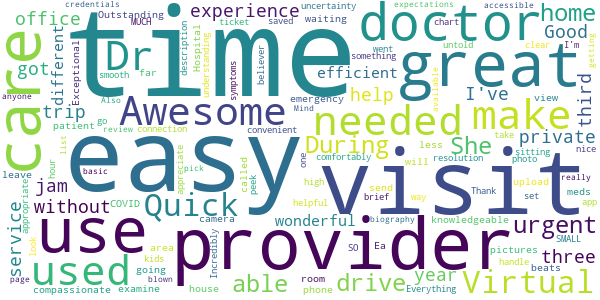 credentials accessible ticket uncertainty chart expectations
Outstanding MUCH saved
office experience time doctor home
care different Exceptional Dr far Hospital understanding description waiting something went clear I'm Good
got smooth believer efficient great getting
anyone Also symptoms emergency Mind untold view third
trip Awesome help I've
patient go review connection convenient needed make
list hour easy During less take private
leave basic appreciate pick called peek one comfortably will resolution available sitting photo nice
jam COVID high She visit really
service without Quick send Thank set upload meds app
appropriate use camera helpful brief biography way knowledgeable urgent
look area wonderful SO Ea pictures SMALL
page kids going blown Incredibly provider year handle three
used able room drive beats
compassionate examine house phone Everything Virtual